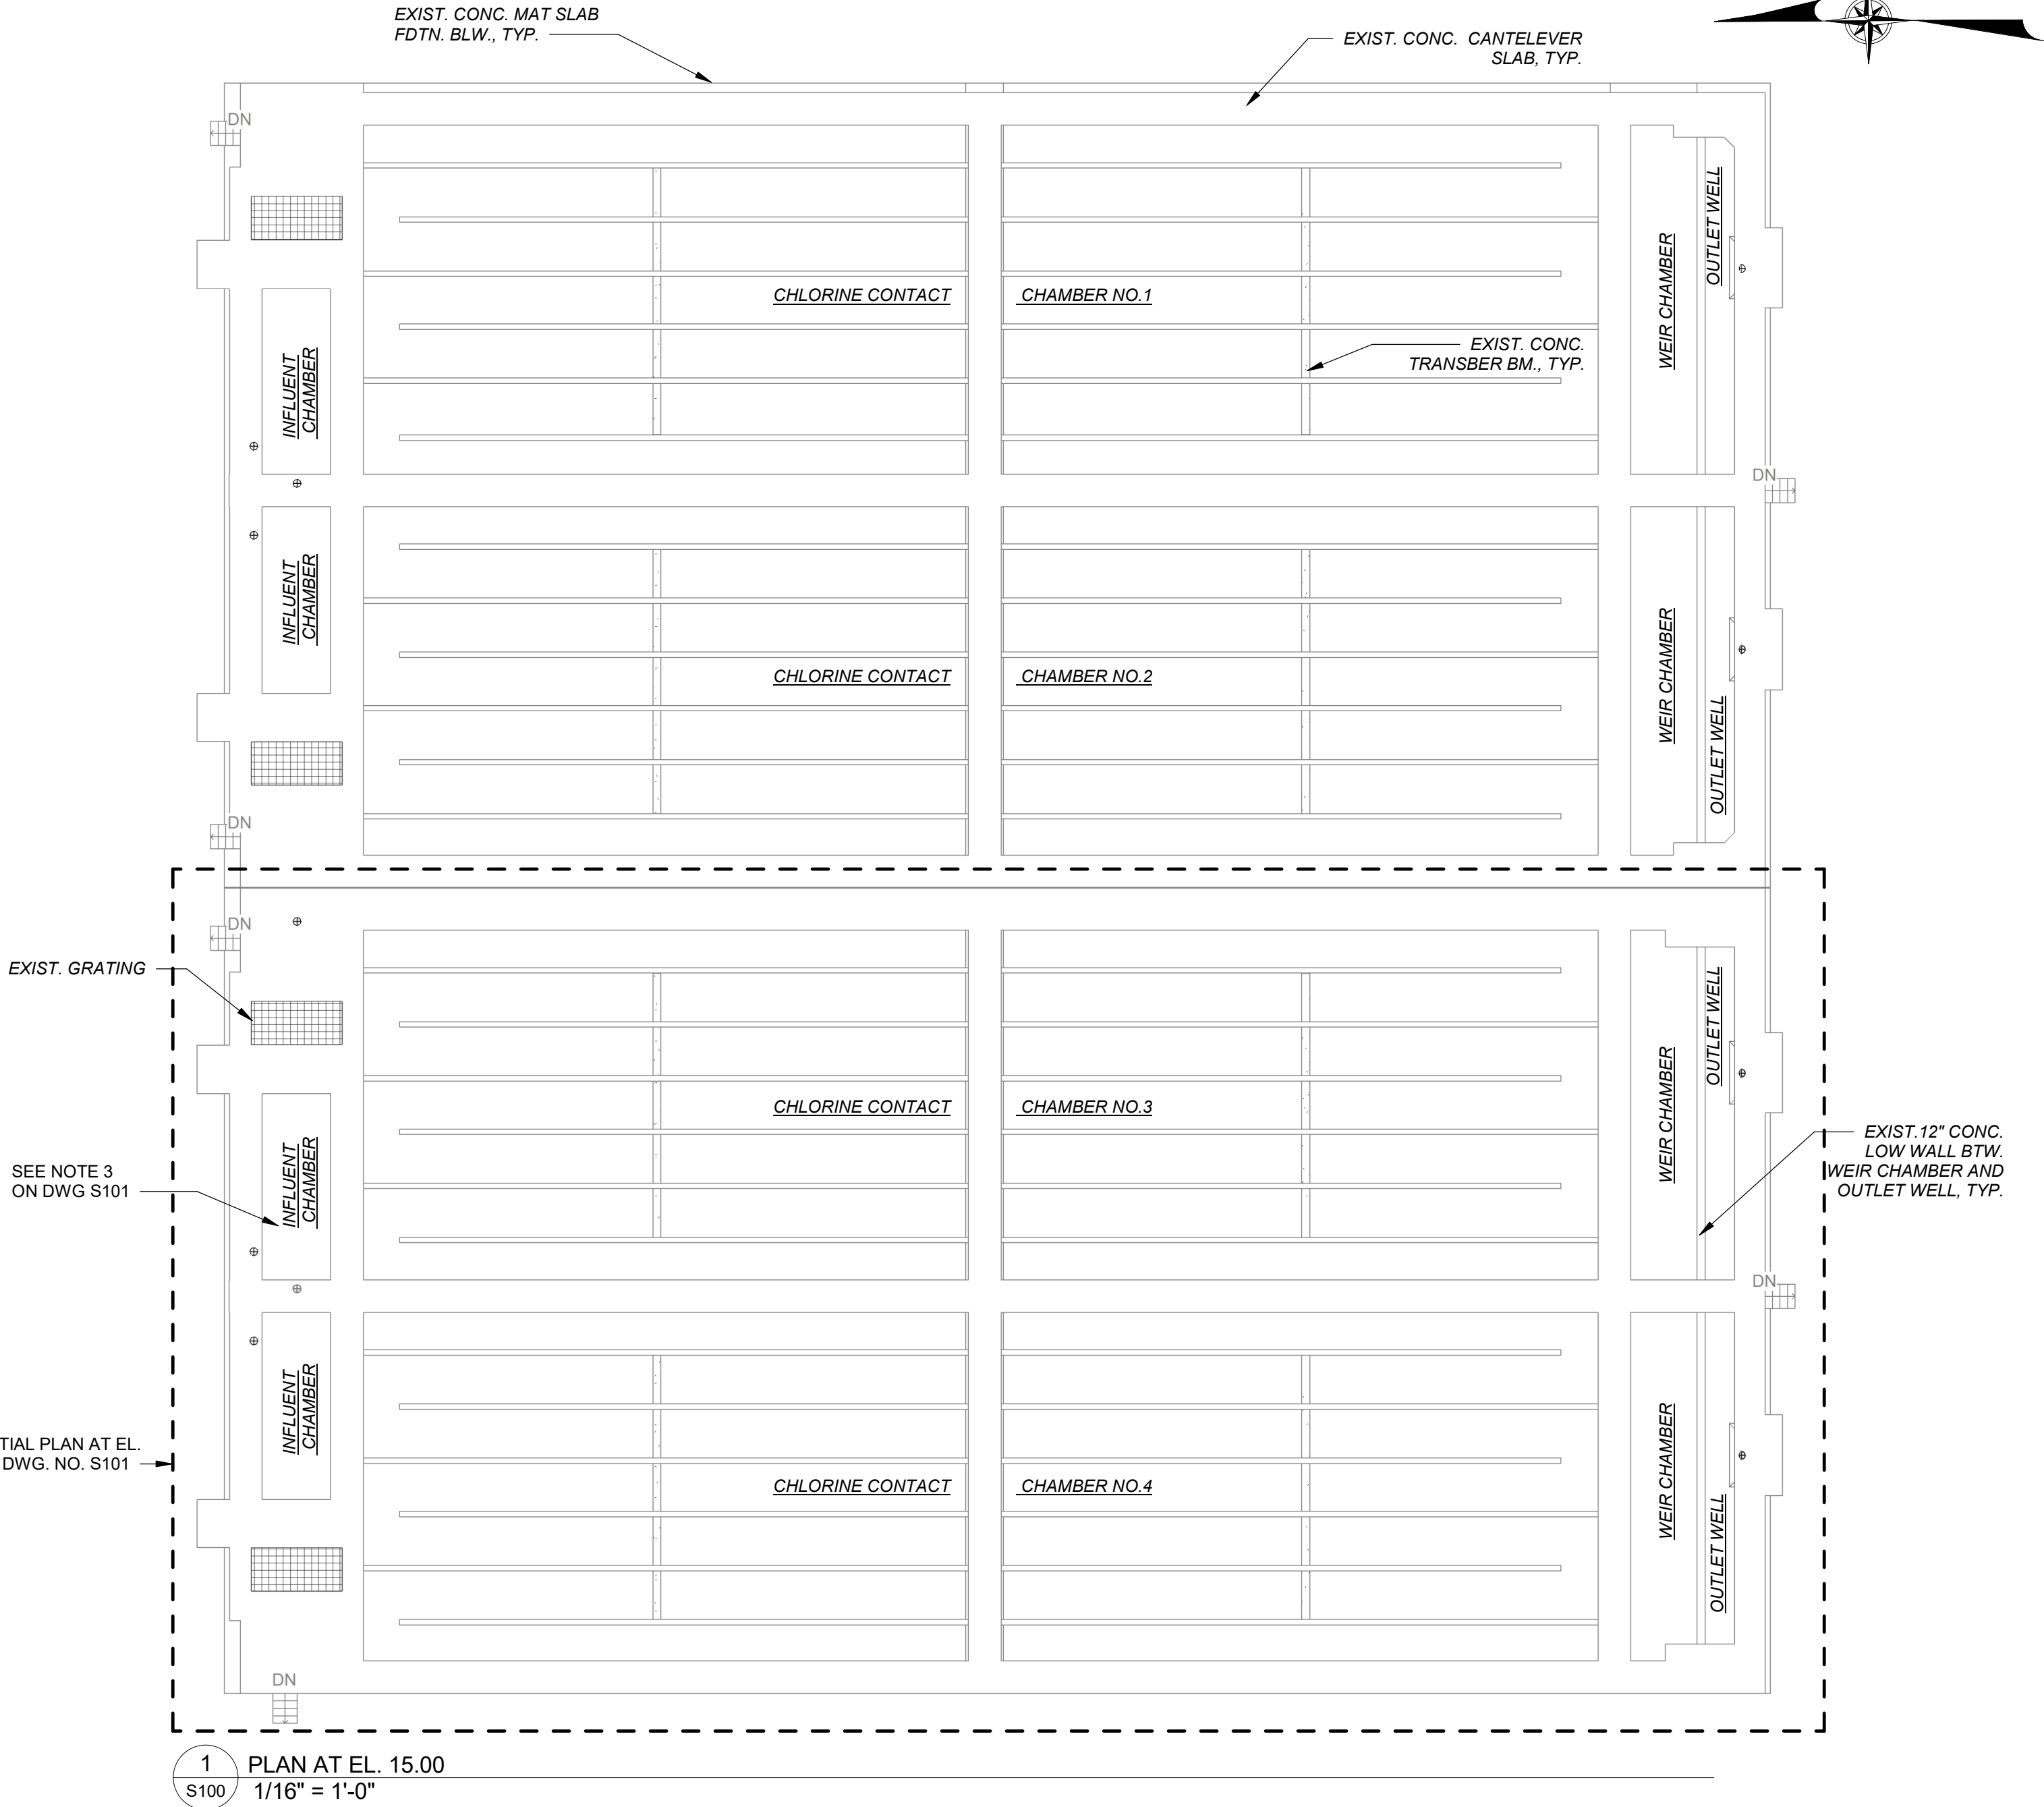 EXIST. CONC. MAT SLAB
FDTN. BLW., TYP.
EXIST. CONC. CANTELEVER
SLAB, TYP.
DN
OUTLET WELL
WEIR CHAMBER
CHLORINE CONTACT
CHAMBER NO.1
EXIST. CONC.
TRANSBER BM., TYP.
INFLUENT
CHAMBER
DN
INFLUENT
CHAMBER
WEIR CHAMBER
CHLORINE CONTACT
CHAMBER NO.2
OUTLET WELL
DN
DN
EXIST. GRATING
OUTLET WELL
WEIR CHAMBER
CHLORINE CONTACT
CHAMBER NO.3
EXIST.12" CONC.
LOW WALL BTW.
WEIR CHAMBER AND
OUTLET WELL, TYP.
SEE NOTE 3
ON DWG S101
INFLUENT
CHAMBER
DN
INFLUENT
CHAMBER
WEIR CHAMBER
TIAL PLAN AT EL.
DWG. NO. S101
CHLORINE CONTACT
CHAMBER NO.4
OUTLET WELL
DN
1
S100
PLAN AT EL. 15.00
1/16" = 1'-0"